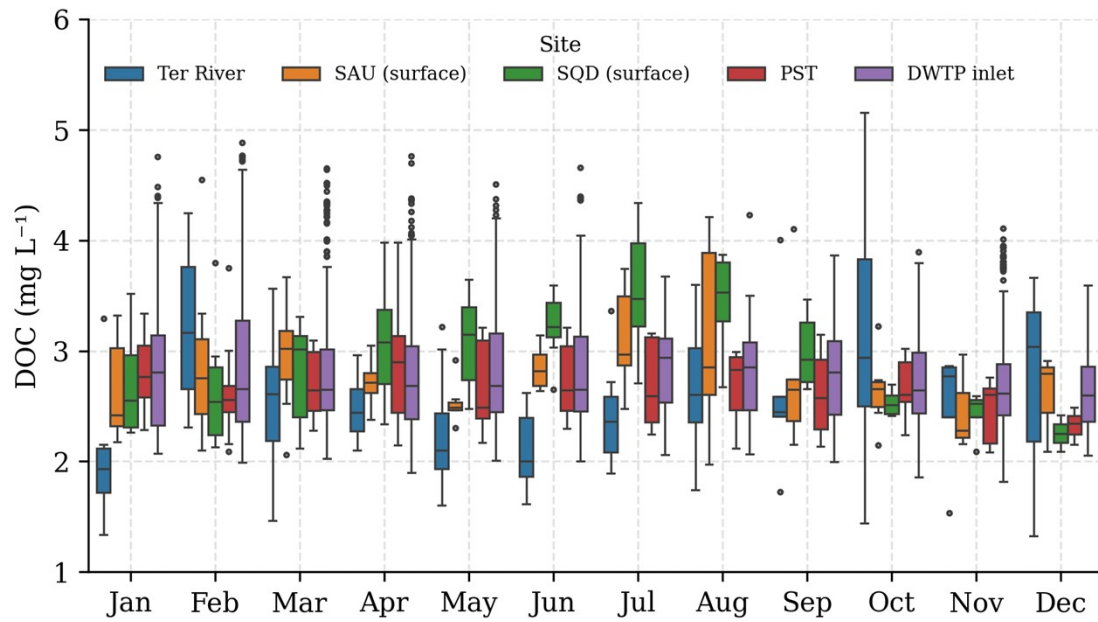 6
Site
Ter River SAU (surface) SQD (surface) PST DWTP inlet
5
4
3
2
1
DOC (mg L⁻¹)
Jan Feb Mar Apr May Jun Jul Aug Sep Oct Nov Dec